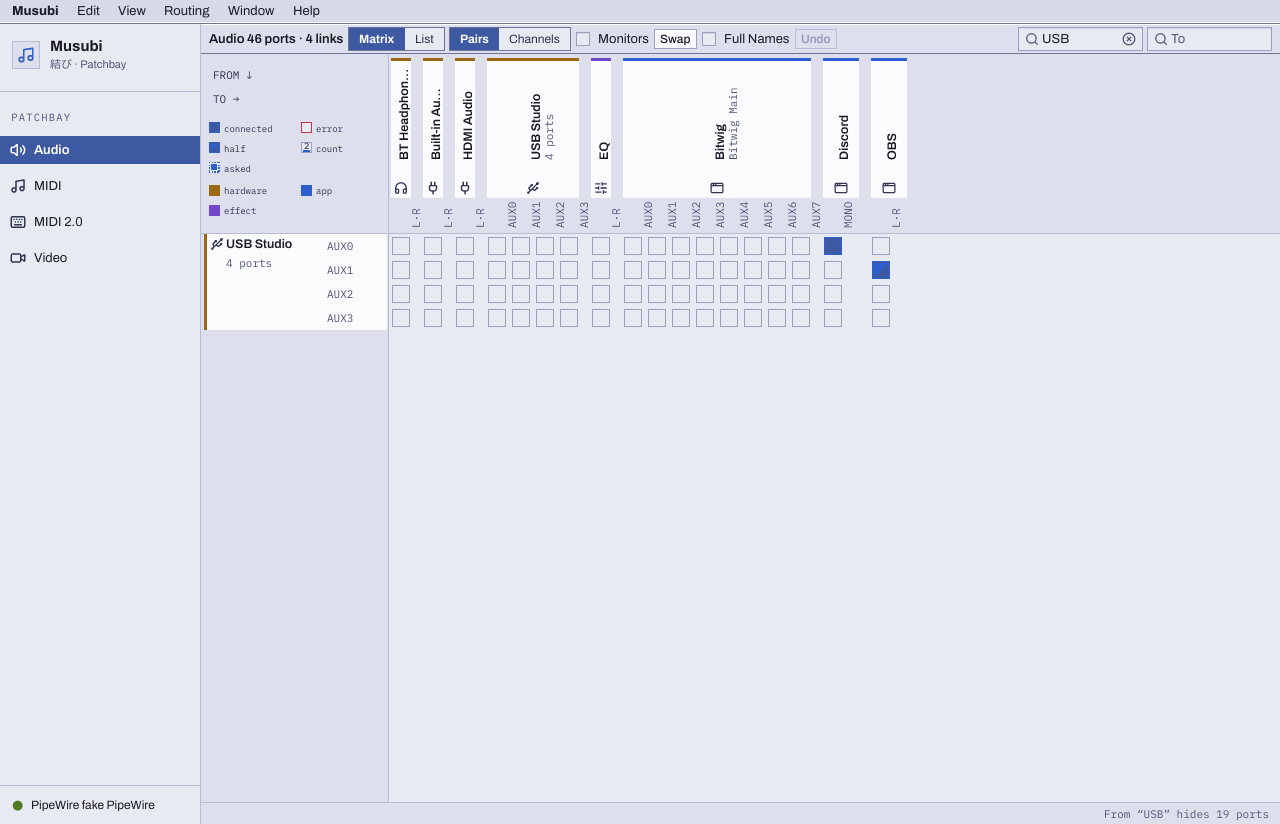 Musubi Edit View Routing Window Help
Musubi
結び · Patchbay
PATCHBAY
Audio
MIDI
MIDI 2.0
Video
PipeWire fake PipeWire
Audio 46 ports · 4 links Matrix List Pairs Channels Monitors Swap Full Names Undo USB To
FROM ↓
TO →
connected error
half 2 count
asked
hardware app
effect
BT Headphon…
Built-in Au…
HDMI Audio
USB Studio
4 ports
EQ
Bitwig
Bitwig Main
Discord
OBS
L·R L·R L·R AUX0 AUX1 AUX2 AUX3 L·R AUX0 AUX1 AUX2 AUX3 AUX4 AUX5 AUX6 AUX7 MONO L·R
USB Studio AUX0
4 ports AUX1
AUX2
AUX3
From “USB” hides 19 ports